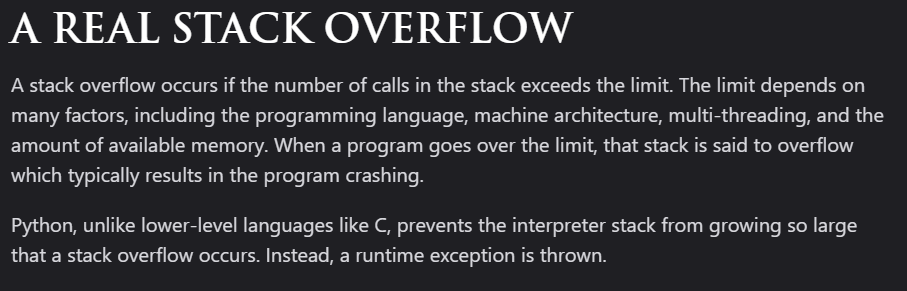 A REAL STACK OVERFLOW
A stack overflow occurs if the number of calls in the stack exceeds the limit. The limit depends on
many factors, including the programming language, machine architecture, multi-threading, and the
amount of available memory. When a program goes over the limit, that stack is said to overflow
which typically results in the program crashing.
Python, unlike lower-level languages like C, prevents the interpreter stack from growing so large
that a stack overflow occurs. Instead, a runtime exception is thrown.